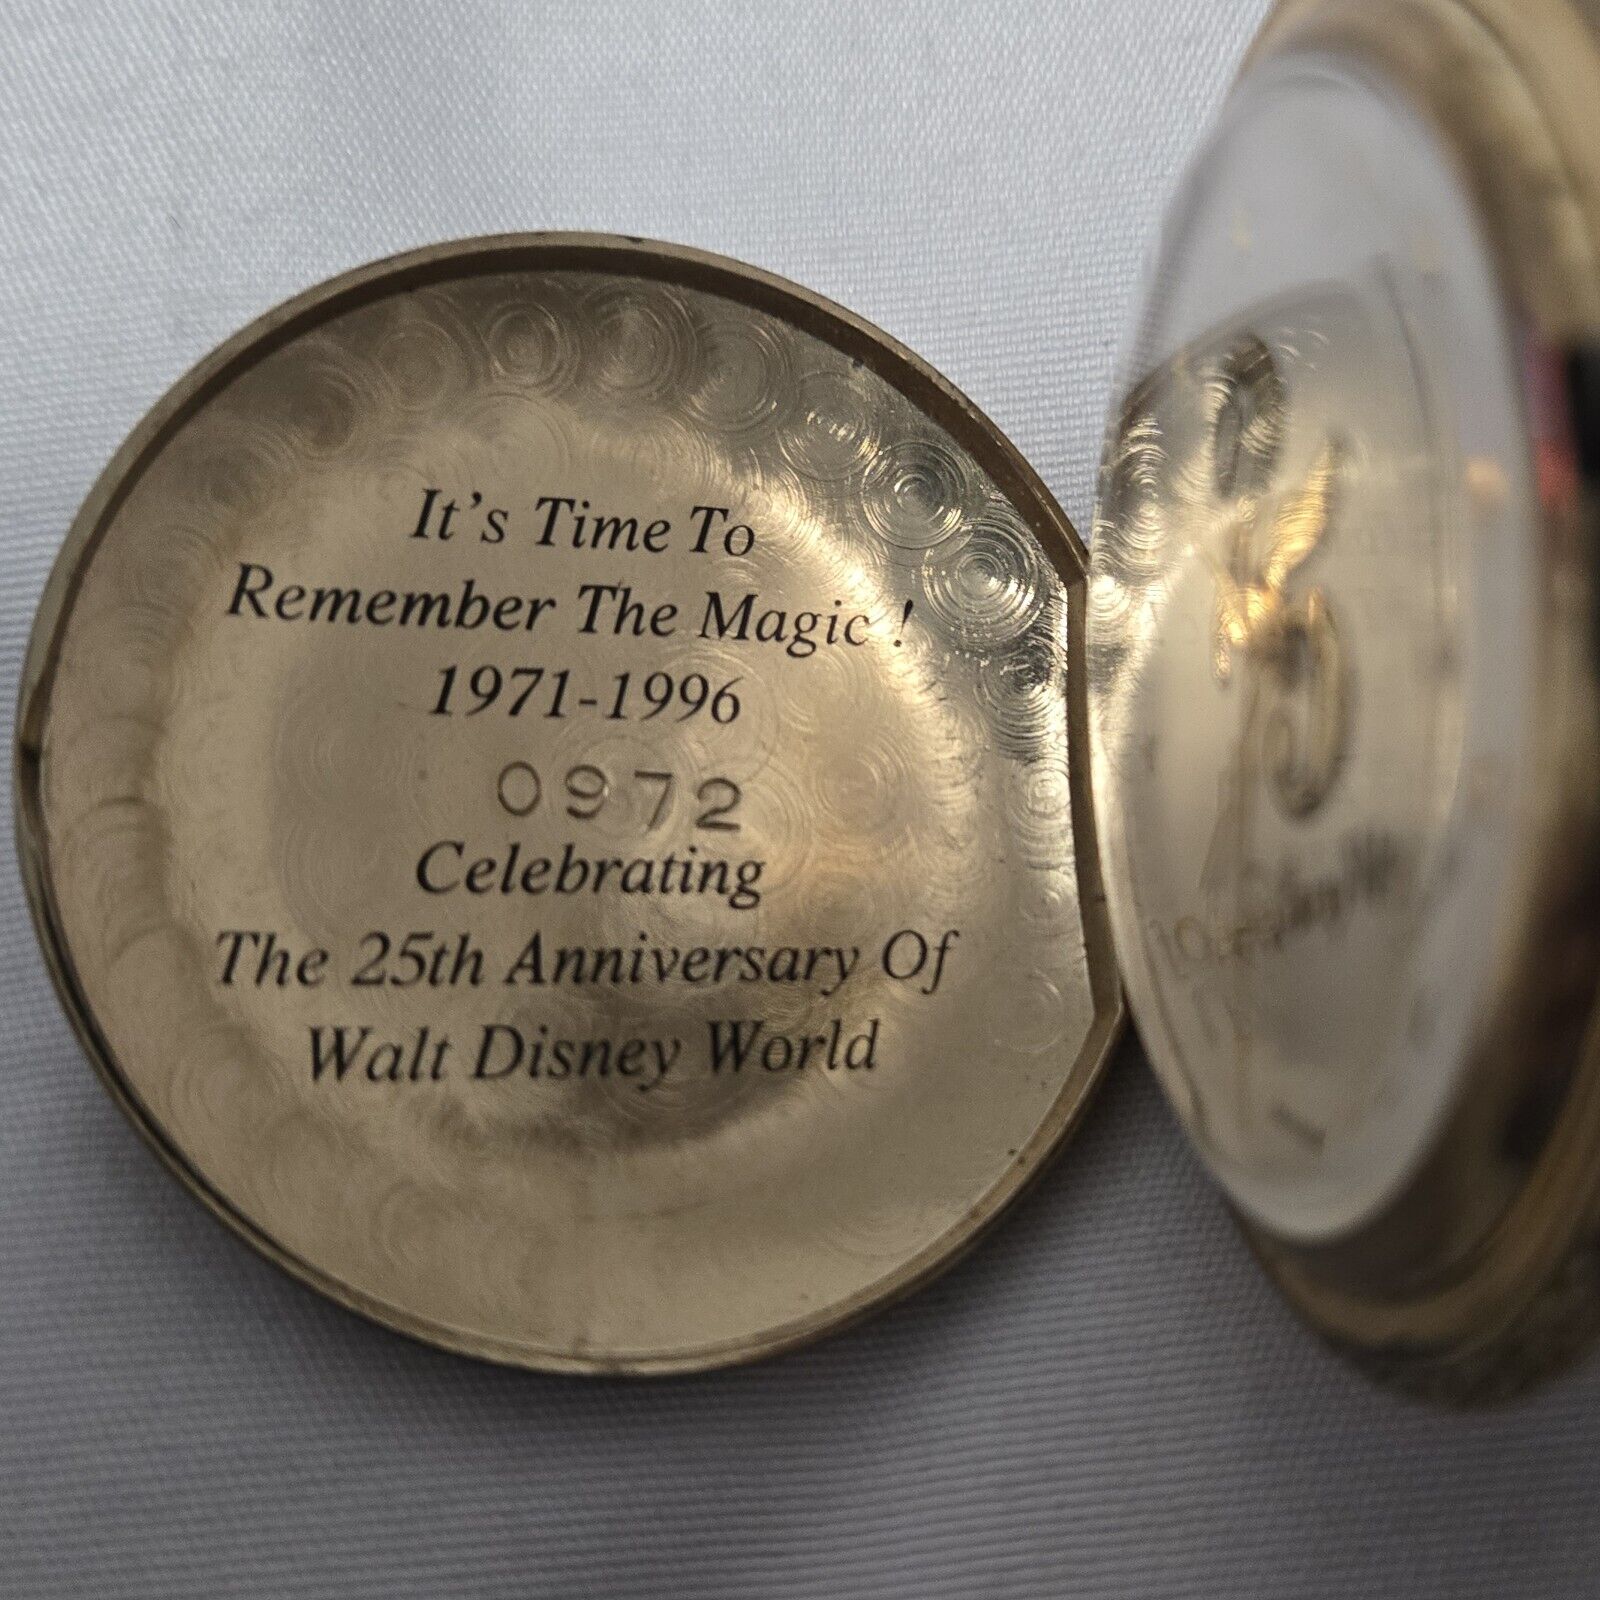 It's Time To
Remember The Magic !
1971-1996
0972
Celebrating
The 25th Anniversary Of
Walt Disney World